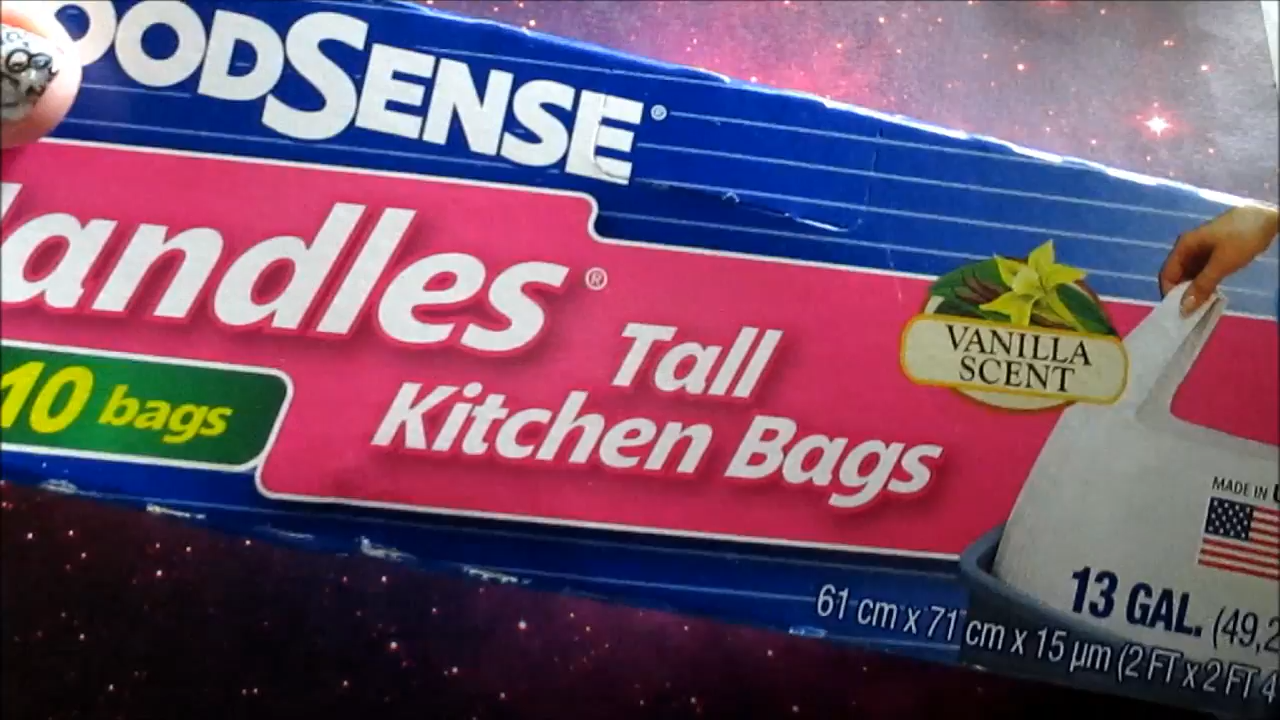 OODSENSE®
andles®
10 bags
Tall
Kitchen Bags
VANILLA
SCENT
MADE IN
13 GAL. (49,2
61 cm x 71 cm x 15 µm (2 FT x 2 FT 4